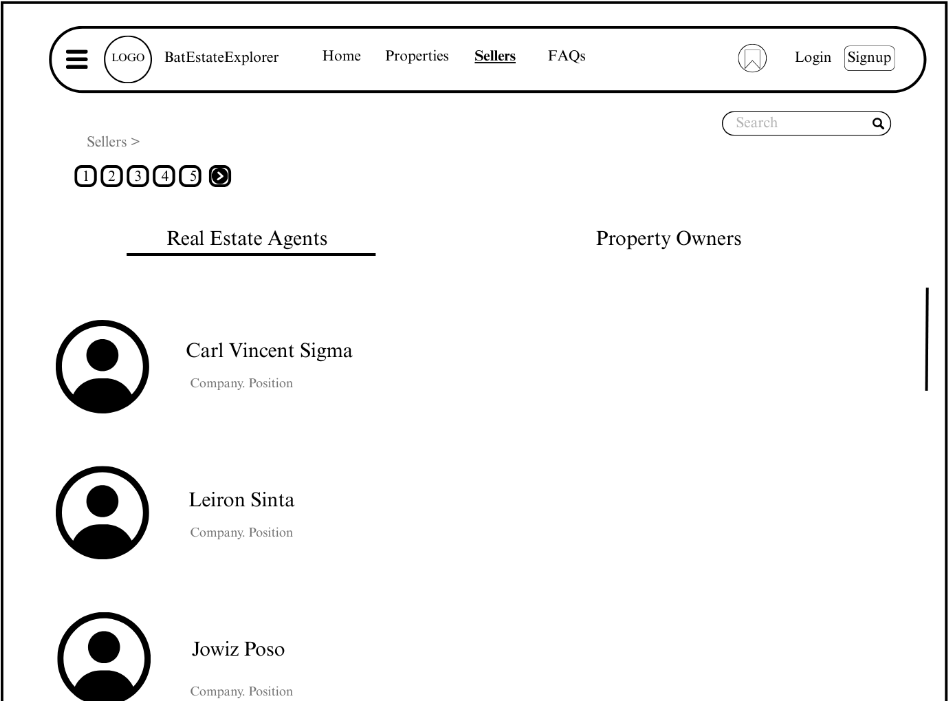 LOGO BatEstateExplorer Home Properties Sellers FAQs Login Signup
Search
Sellers >
1 2 3 4 5
Real Estate Agents Property Owners
Carl Vincent Sigma
Company. Position
Leiron Sinta
Company. Position
Jowiz Poso
Company. Position